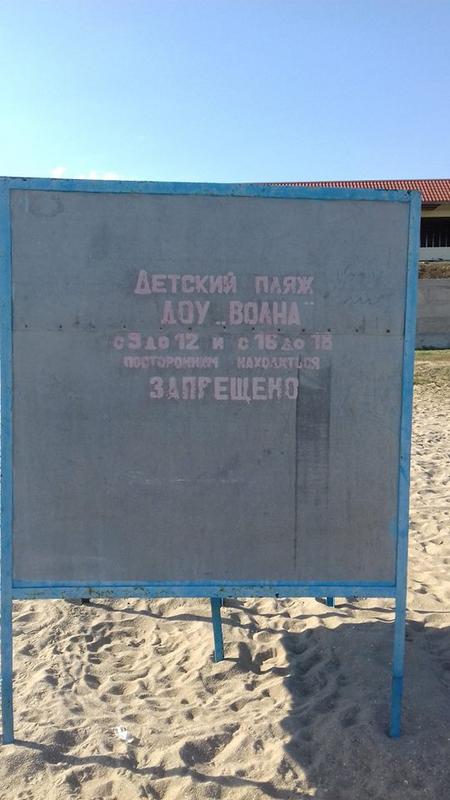 ДЕТСКИЙ ПЛЯЖ
ДОУ „ВОЛНА"
с 9 до 12 и с 16 до 18
ПОСТОРОННИМ НАХОДИТЬСЯ
ЗАПРЕЩЕНО